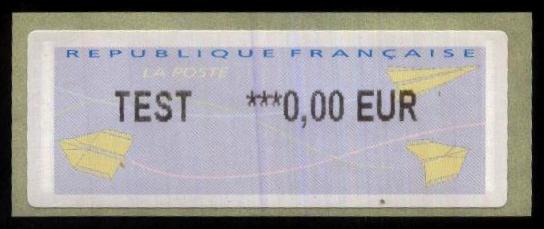 REPUBLIQUE FRANÇAISE
LA POSTE
TEST ***0,00 EUR